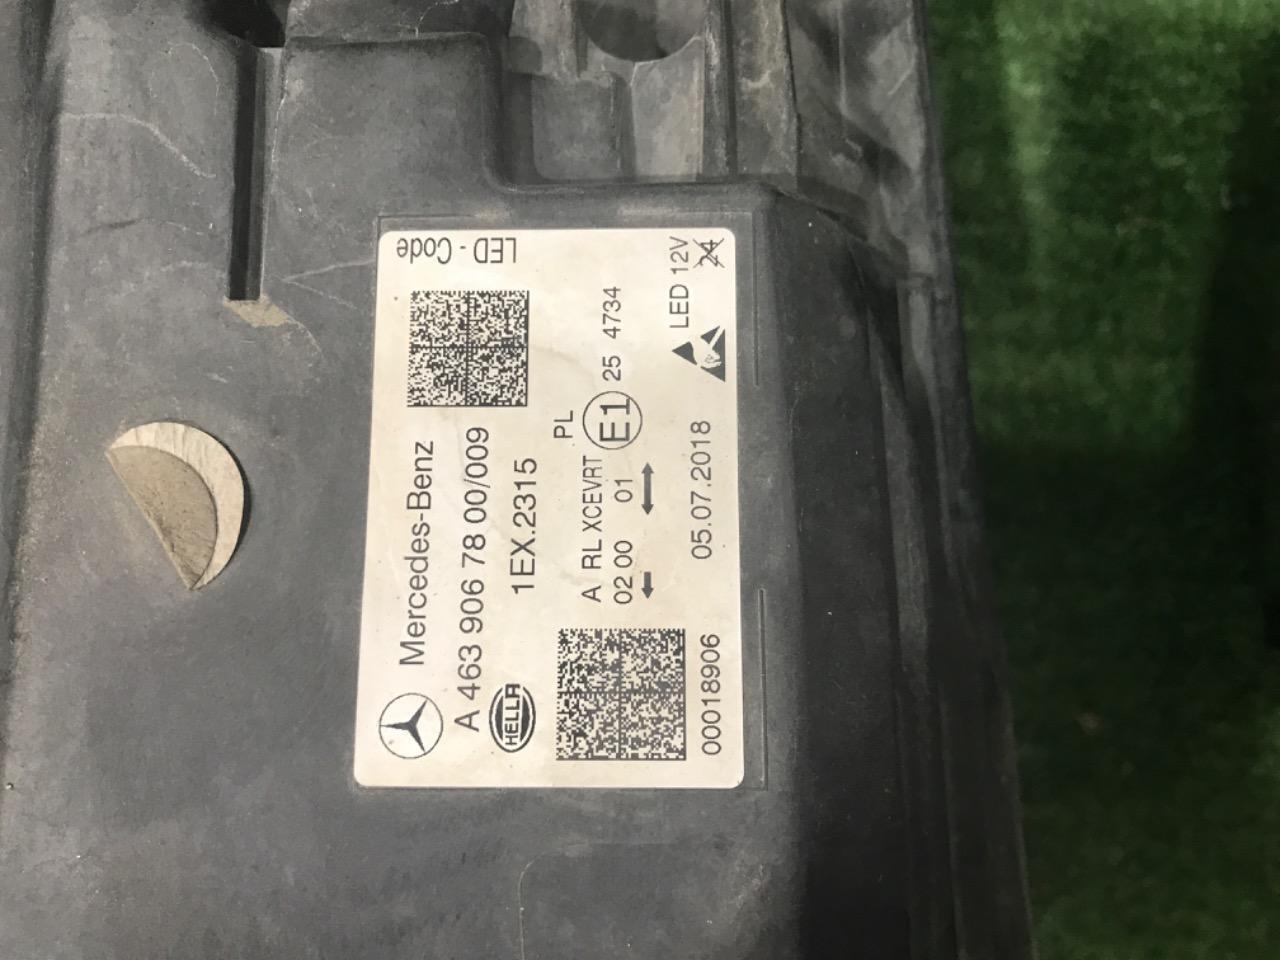 Mercedes-Benz
A 463 906 78 00/009
HELLA
1EX.2315
PL
A RL XCEVRT
02 00 01
E1
25 4734
LED 12V
24
05.07.2018
00018906
LED - Code